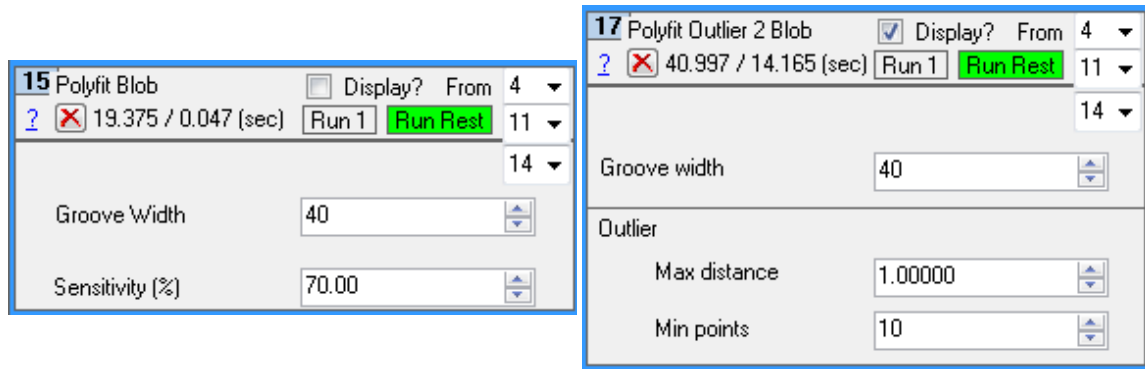 15 Polyfit Blob Display? From 4
? 19.375 / 0.047 (sec) Run 1 Run Rest 11
14
Groove Width 40
Sensitivity (%) 70.00
17 Polyfit Outlier 2 Blob Display? From 4
? 40.997 / 14.165 (sec) Run 1 Run Rest 11
14
Groove width 40
Outlier
Max distance 1.00000
Min points 10